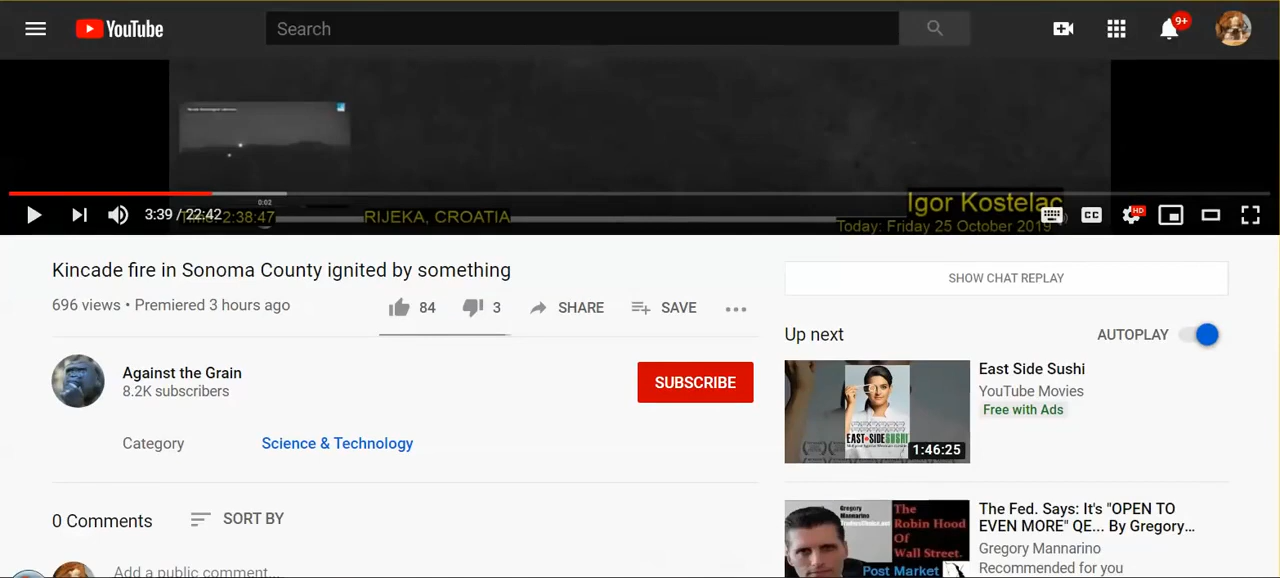 YouTube
Search
9+
0:02
3:39 / 22:42
Time: 2:38:47
RIJEKA, CROATIA
Igor Kostelac
Today: Friday 25 October 2019
CC
HD
Kincade fire in Sonoma County ignited by something
696 views • Premiered 3 hours ago
84
3
SHARE
SAVE
Against the Grain
8.2K subscribers
SUBSCRIBE
Category
Science & Technology
0 Comments
SORT BY
Add a public comment...
SHOW CHAT REPLAY
Up next
AUTOPLAY
EAST SIDE SUSHI
1:46:25
East Side Sushi
YouTube Movies
Free with Ads
Gregory
Mannarino
The
Robin Hood
Of
Wall Street.
Post Market
The Fed. Says: It's "OPEN TO
EVEN MORE" QE... By Gregory...
Gregory Mannarino
Recommended for you